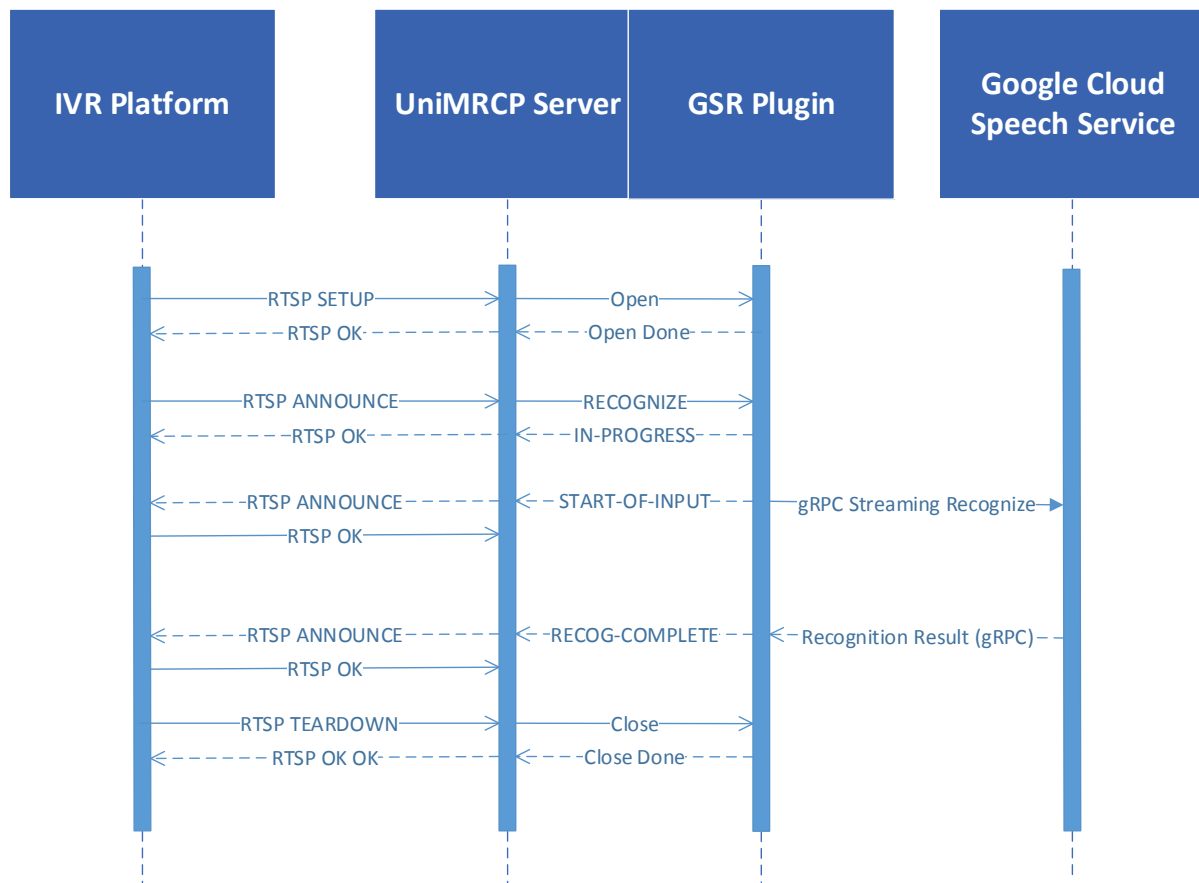 IVR Platform
UniMRCP Server
GSR Plugin
Google Cloud
Speech Service
RTSP SETUP
Open
RTSP OK
Open Done
RTSP ANNOUNCE
RECOGNIZE
RTSP OK
IN-PROGRESS
RTSP ANNOUNCE
START-OF-INPUT
gRPC Streaming Recognize
RTSP OK
RTSP ANNOUNCE
RECOG-COMPLETE
Recognition Result (gRPC)
RTSP OK
RTSP TEARDOWN
Close
RTSP OK OK
Close Done